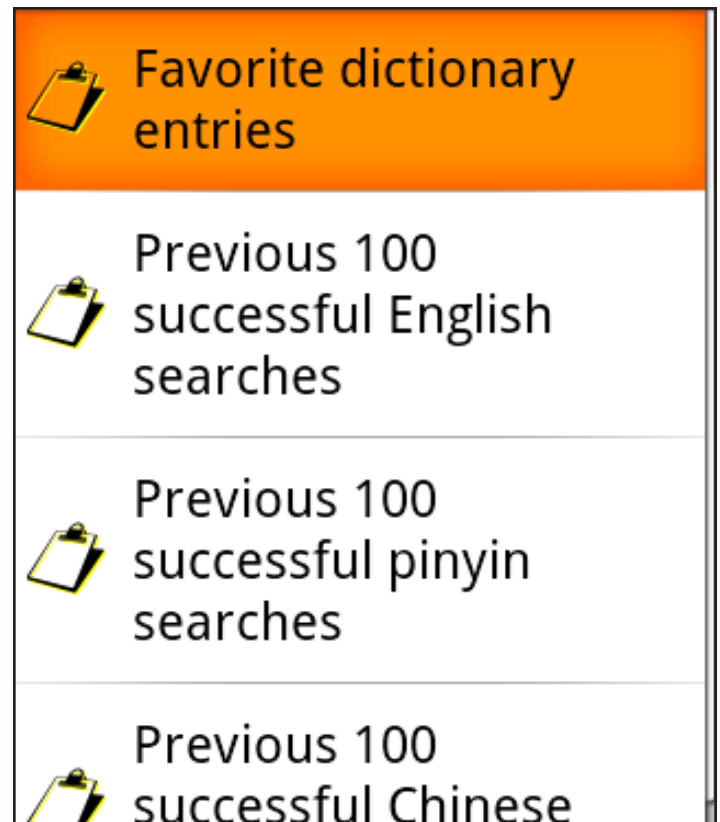 Favorite dictionary
entries
Previous 100
successful English
searches
Previous 100
successful pinyin
searches
Previous 100
successful Chinese